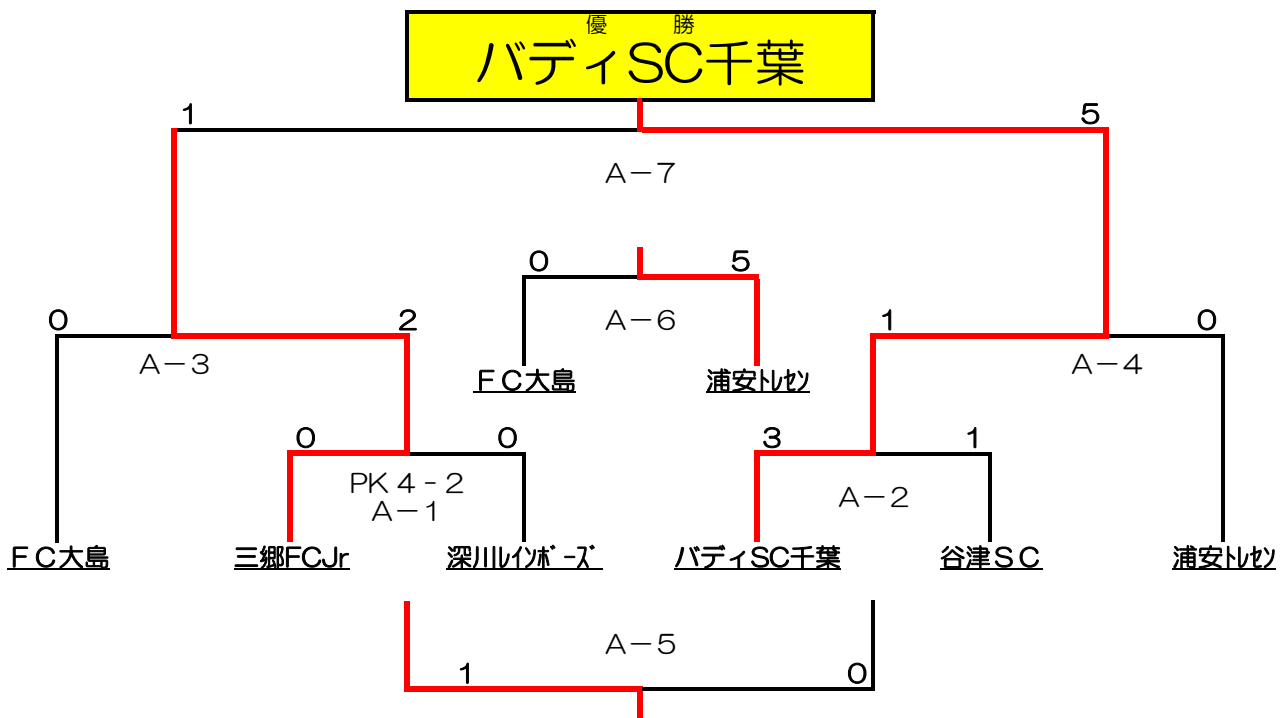 優 勝
バディSC千葉
1 5
A－7
0 5
0 2 A－6 1 0
A－3 A－4
ＦＣ大島 浦安ﾄﾚｾﾝ
0 0 3 1
PK 4 - 2 A－2
A－1
ＦＣ大島 三郷FCJr 深川ﾚｲﾝﾎﾞｰｽﾞ バディSC千葉 谷津ＳＣ 浦安ﾄﾚｾﾝ
A－5
1 0